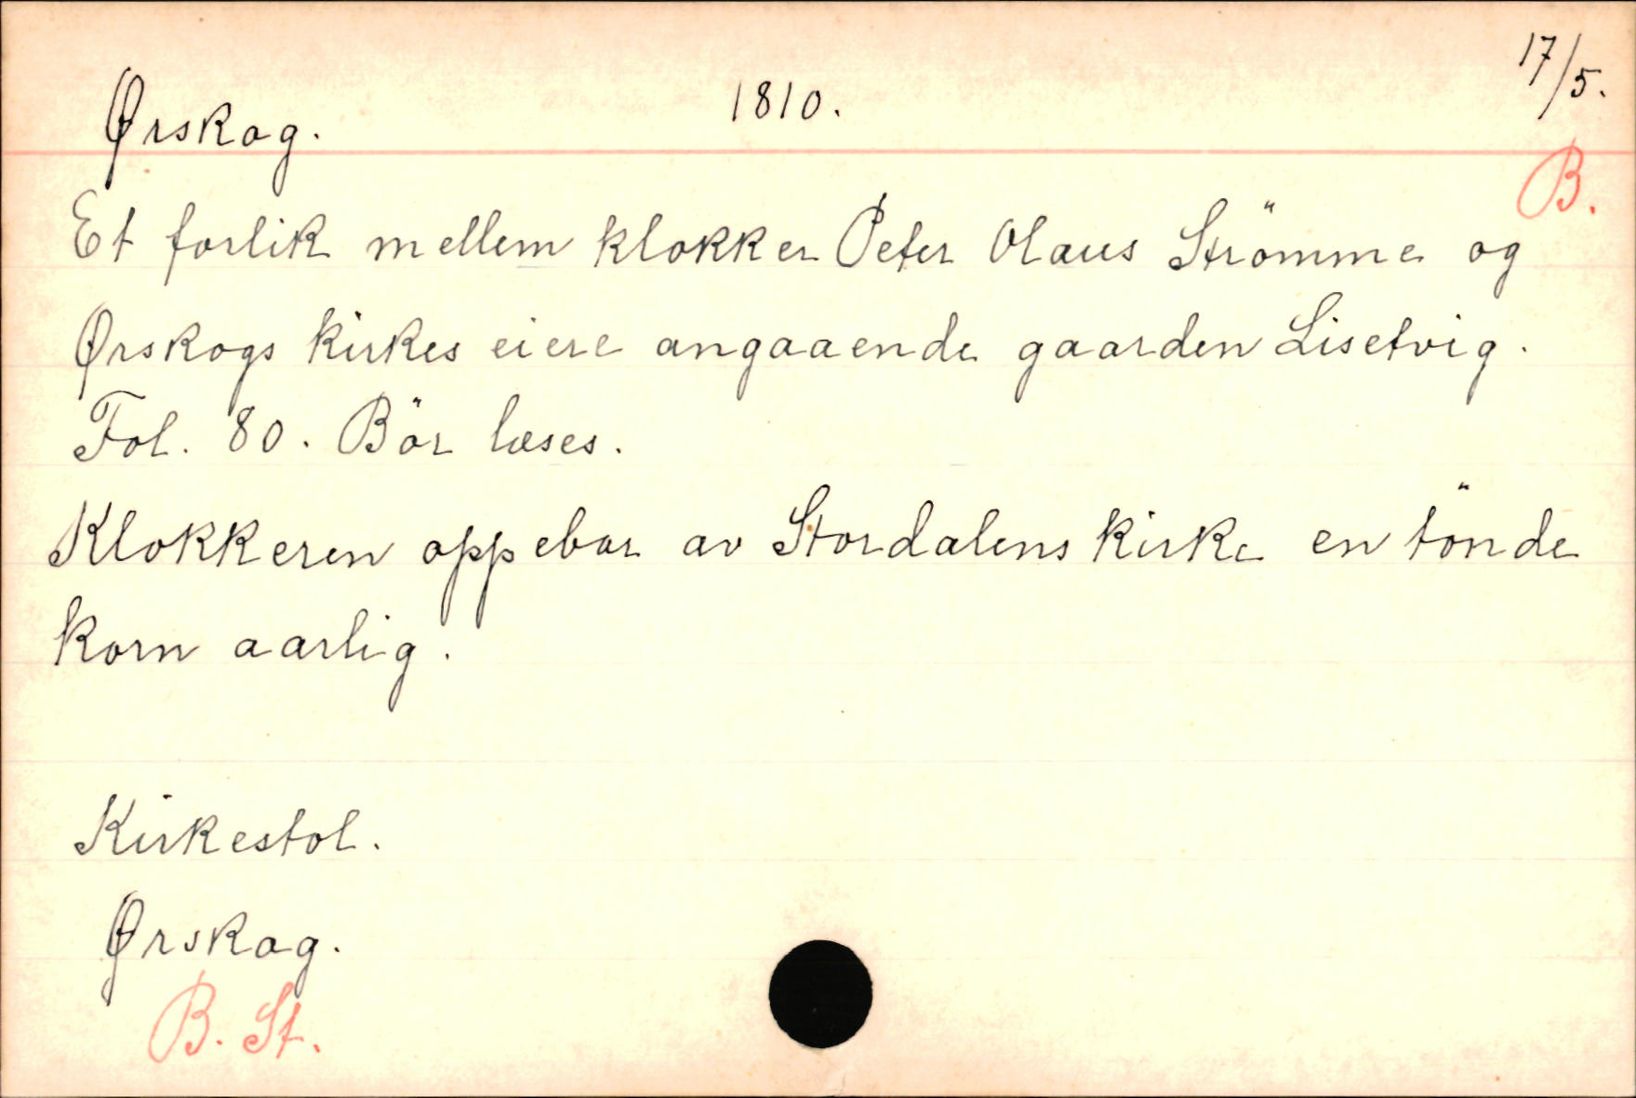 Ørskog. 1810. 17/5.
B.
Et forlik mellem klokker Peter Olaus Strömme og
Ørskogs kirkes eiere angaaende gaarden Lisetvig.
Fol. 80. Bör læses.
Klokkeren oppebar av Stordalens kirke en tönde
korn aarlig.
Kirkestol.
Ørskog.
B. St.